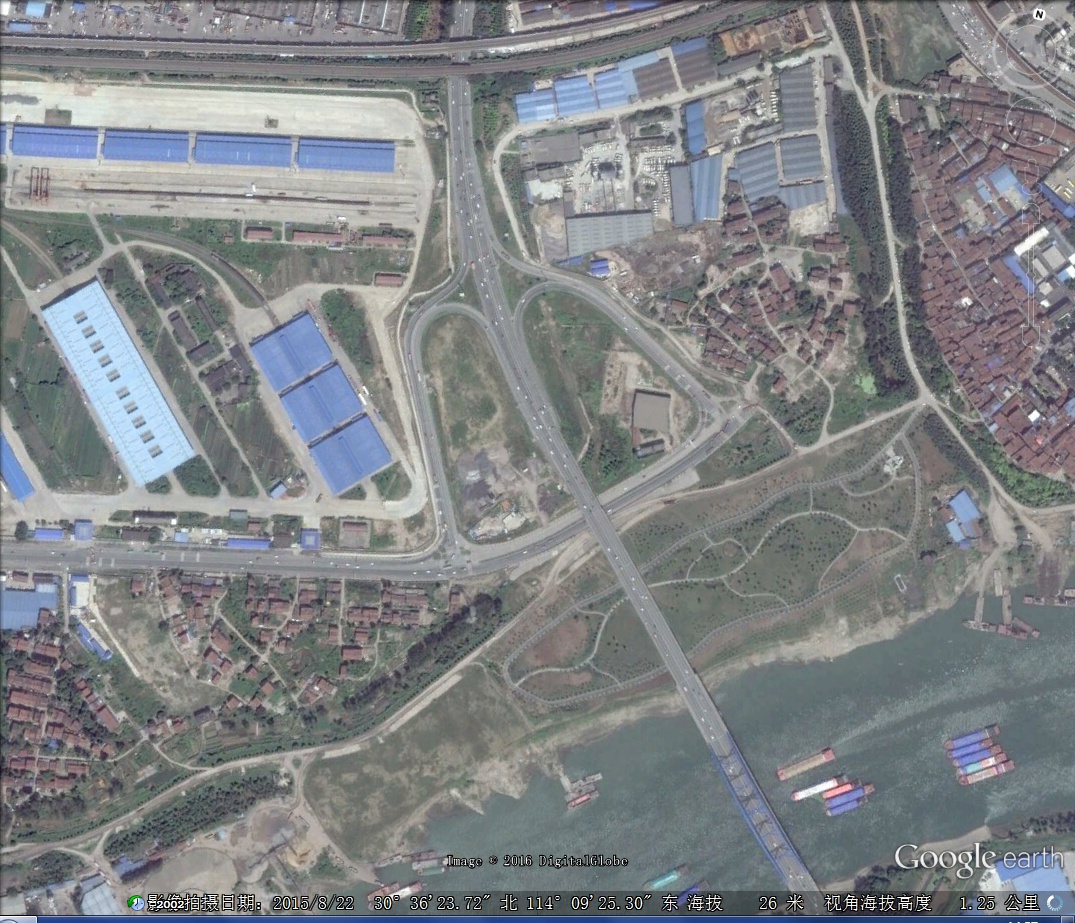 N
Image © 2016 DigitalGlobe
Google earth
2002 影像拍摄日期: 2015/8/22 30° 36'23.72" 北 114° 09'25.30" 东 海拔 26 米 视角海拔高度 1.25 公里